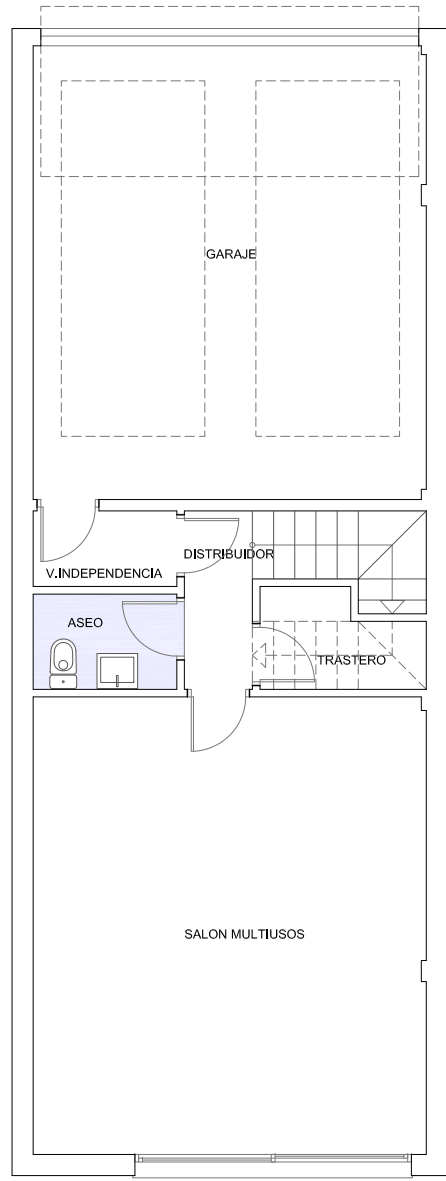 GARAJE
DISTRIBUIDOR
V.INDEPENDENCIA
ASEO
TRASTERO
SALON MULTIUSOS